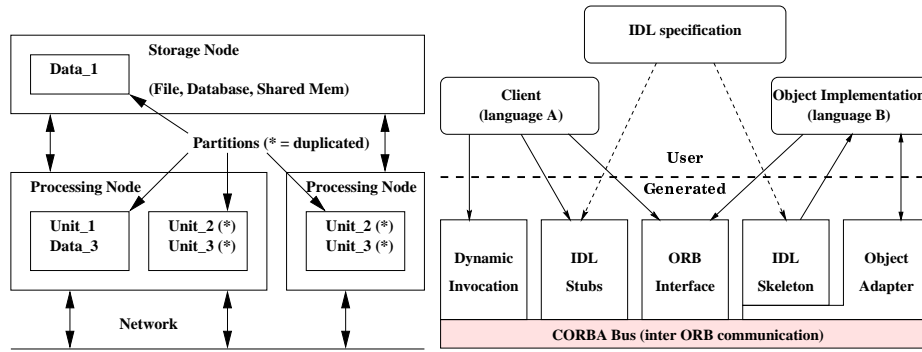 Storage Node
Data_1
(File, Database, Shared Mem)
Partitions (* = duplicated)
Processing Node
Unit_1
Data_3
Unit_2 (*)
Unit_3 (*)
Processing Node
Unit_2 (*)
Unit_3 (*)
Network
IDL specification
Client
(language A)
Object Implementation
(language B)
User
Generated
Dynamic
Invocation
IDL
Stubs
ORB
Interface
IDL
Skeleton
Object
Adapter
CORBA Bus (inter ORB communication)